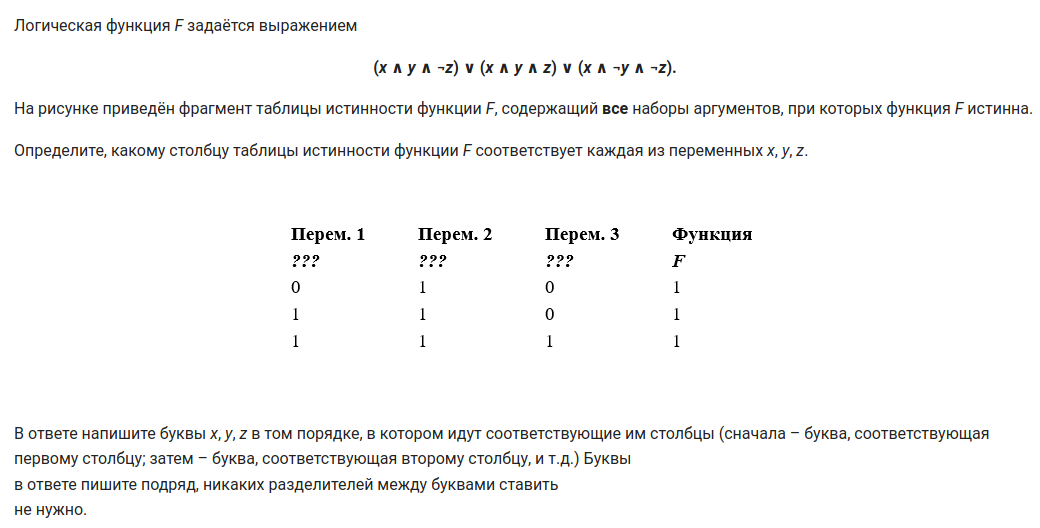 Логическая функция F задаётся выражением
(x ∧ y ∧ ¬z) ∨ (x ∧ y ∧ z) ∨ (x ∧ ¬y ∧ ¬z).
На рисунке приведён фрагмент таблицы истинности функции F, содержащий все наборы аргументов, при которых функция F истинна.
Определите, какому столбцу таблицы истинности функции F соответствует каждая из переменных x, y, z.
Перем. 1 Перем. 2 Перем. 3 Функция
??? ??? ??? F
0 1 0 1
1 1 0 1
1 1 1 1
В ответе напишите буквы x, y, z в том порядке, в котором идут соответствующие им столбцы (сначала – буква, соответствующая
первому столбцу; затем – буква, соответствующая второму столбцу, и т.д.) Буквы
в ответе пишите подряд, никаких разделителей между буквами ставить
не нужно.